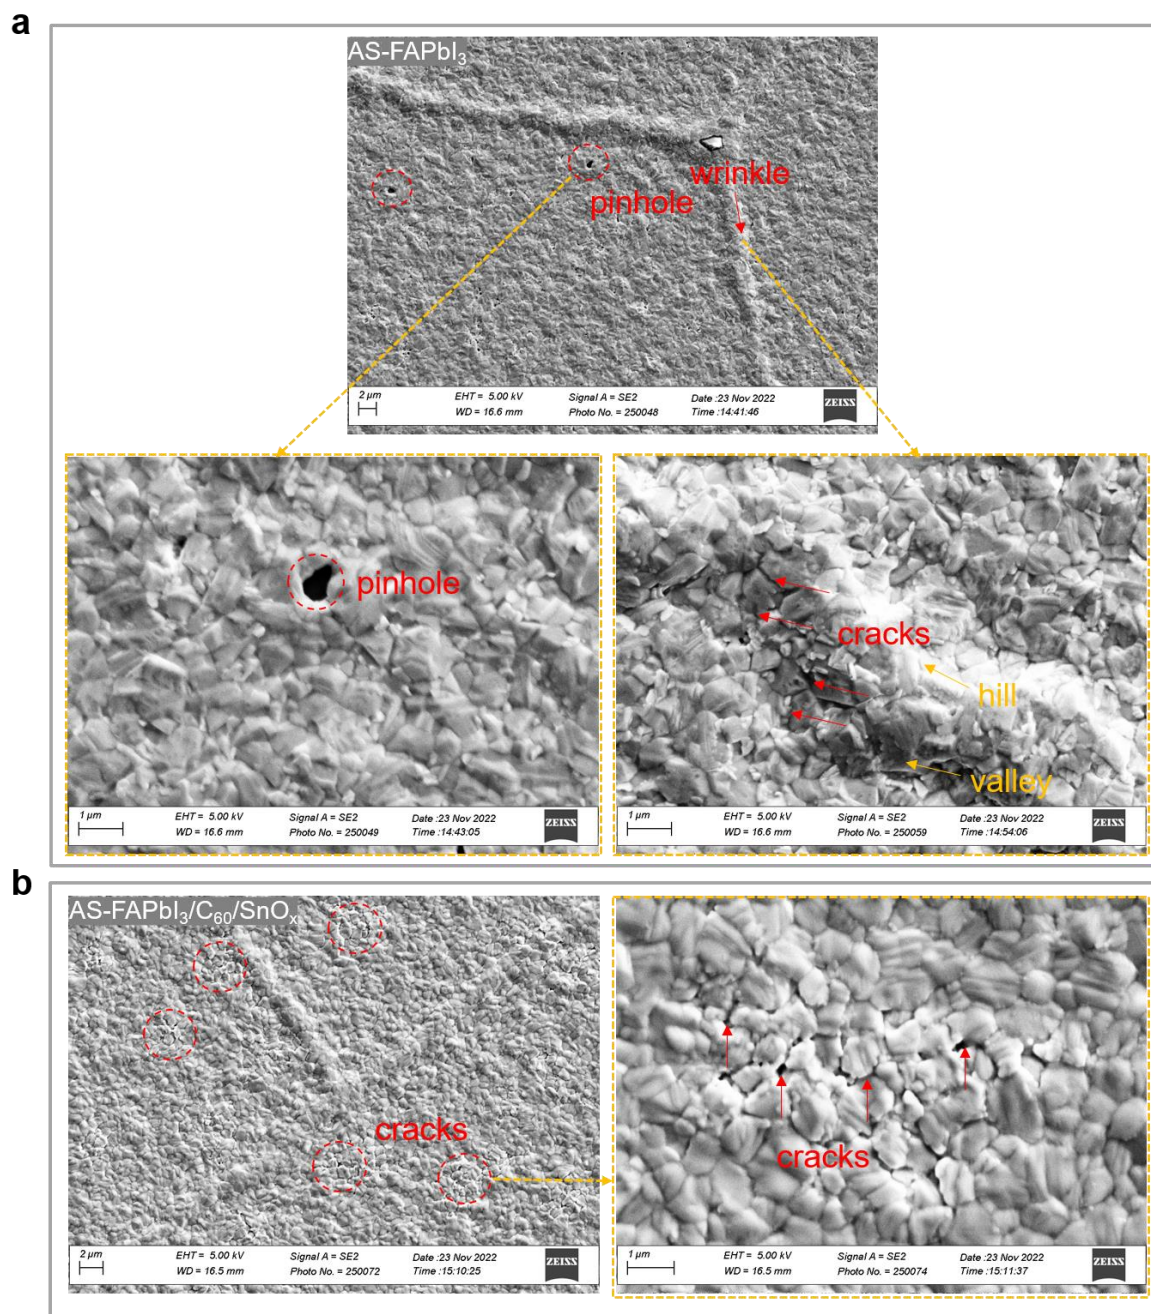 a
AS-FAPbI₃
wrinkle
pinhole
2 μm
EHT = 5.00 kV
Signal A = SE2
Date :23 Nov 2022
WD = 16.6 mm
Photo No. = 250048
Time :14:41:46
ZEISS
pinhole
1 μm
EHT = 5.00 kV
Signal A = SE2
Date :23 Nov 2022
WD = 16.6 mm
Photo No. = 250049
Time :14:43:05
ZEISS
cracks
hill
valley
1 μm
EHT = 5.00 kV
Signal A = SE2
Date :23 Nov 2022
WD = 16.6 mm
Photo No. = 250059
Time :14:54:06
ZEISS
b
AS-FAPbI₃/C₆₀/SnOₓ
cracks
2 μm
EHT = 5.00 kV
Signal A = SE2
Date :23 Nov 2022
WD = 16.5 mm
Photo No. = 250072
Time :15:10:25
ZEISS
cracks
1 μm
EHT = 5.00 kV
Signal A = SE2
Date :23 Nov 2022
WD = 16.5 mm
Photo No. = 250074
Time :15:11:37
ZEISS